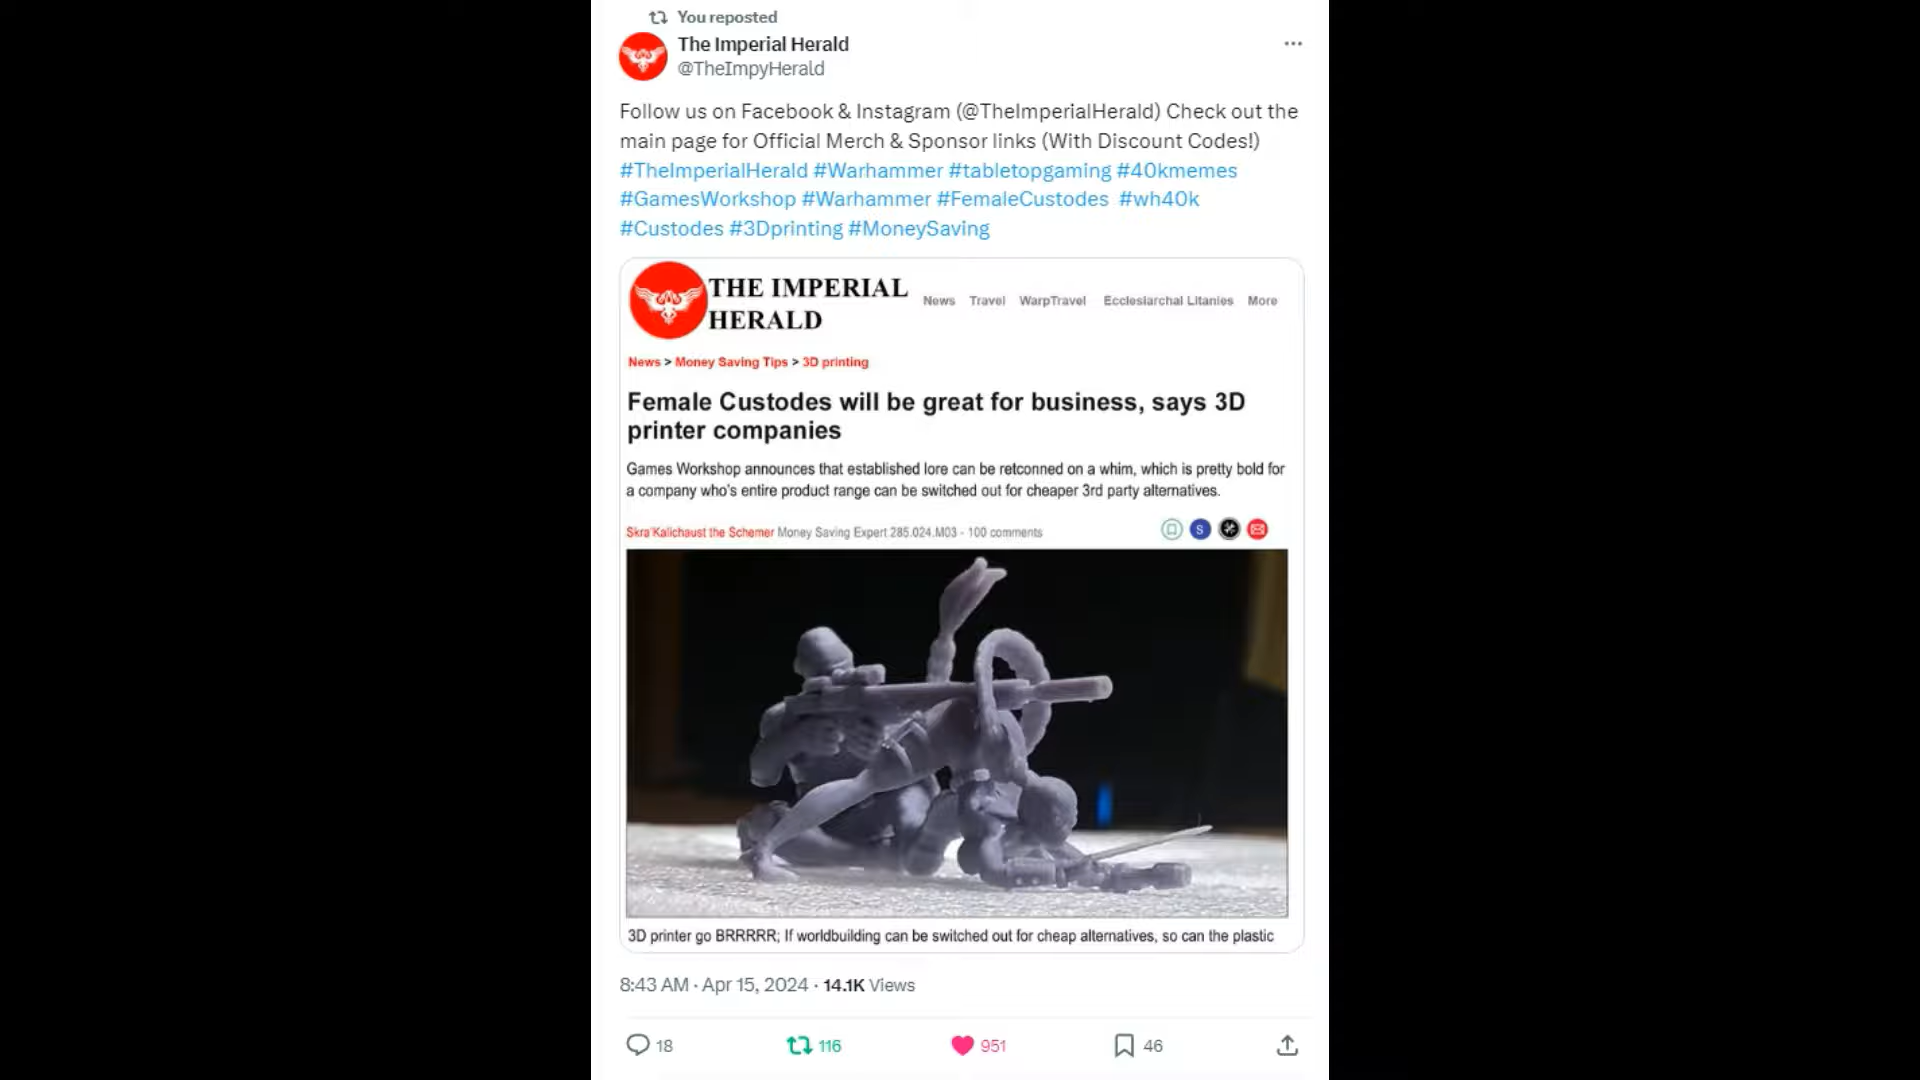 You reposted
The Imperial Herald
@TheImpyHerald
Follow us on Facebook & Instagram (@TheImperialHerald) Check out the
main page for Official Merch & Sponsor links (With Discount Codes!)
#TheImperialHerald #Warhammer #tabletopgaming #40kmemes
#GamesWorkshop #Warhammer #FemaleCustodes #wh40k
#Custodes #3Dprinting #MoneySaving
THE IMPERIAL
HERALD
News Travel WarpTravel Ecclesiarchal Litanies More
News > Money Saving Tips > 3D printing
Female Custodes will be great for business, says 3D
printer companies
Games Workshop announces that established lore can be retconned on a whim, which is pretty bold for
a company who's entire product range can be switched out for cheaper 3rd party alternatives.
Skra'Kalichaust the Schemer Money Saving Expert 285.024.M03 - 100 comments
S
3D printer go BRRRRR; If worldbuilding can be switched out for cheap alternatives, so can the plastic
8:43 AM · Apr 15, 2024 · 14.1K Views
18 116 951 46